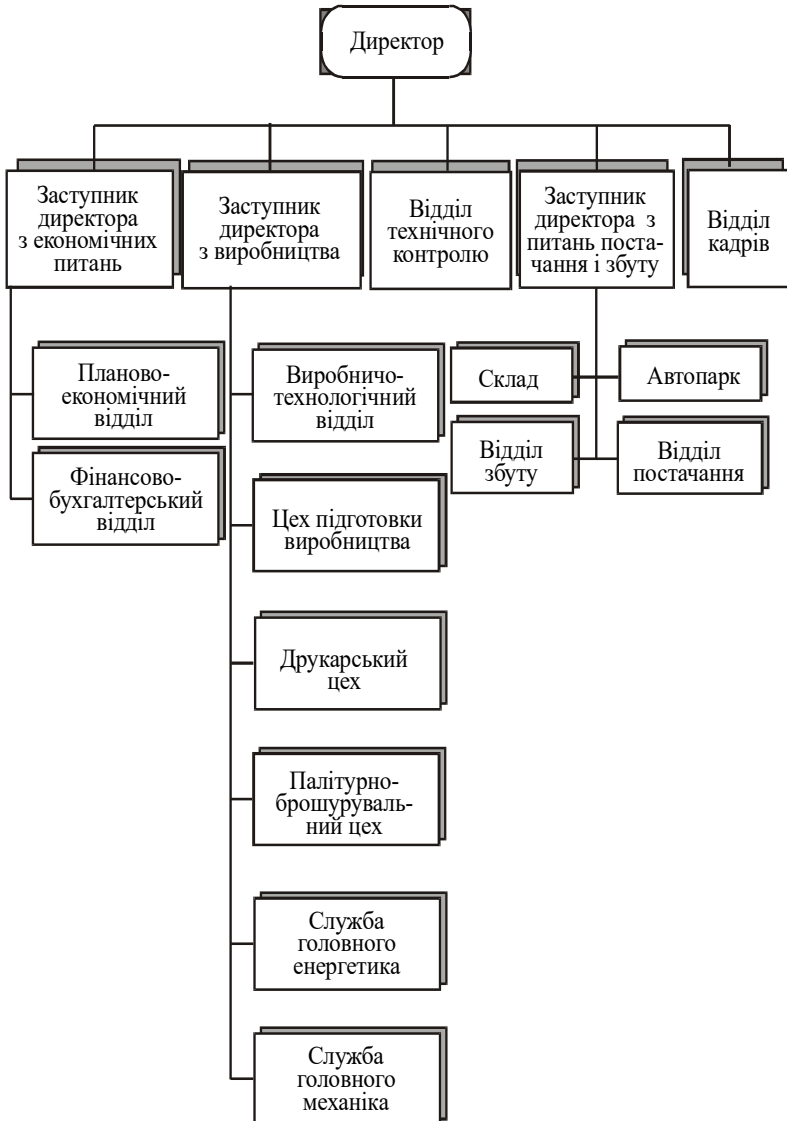 Директор
Заступник
директора
з економічних
питань
Заступник
директора
з виробництва
Відділ
технічного
контролю
Заступник
директора з
питань поста-
чання і збуту
Відділ
кадрів
Планово-
економічний
відділ
Фінансово-
бухгалтерський
відділ
Виробничо-
технологічний
відділ
Цех підготовки
виробництва
Друкарський
цех
Палітурно-
брошуруваль-
ний цех
Служба
головного
енергетика
Служба
головного
механіка
Склад
Автопарк
Відділ
збуту
Відділ
постачання